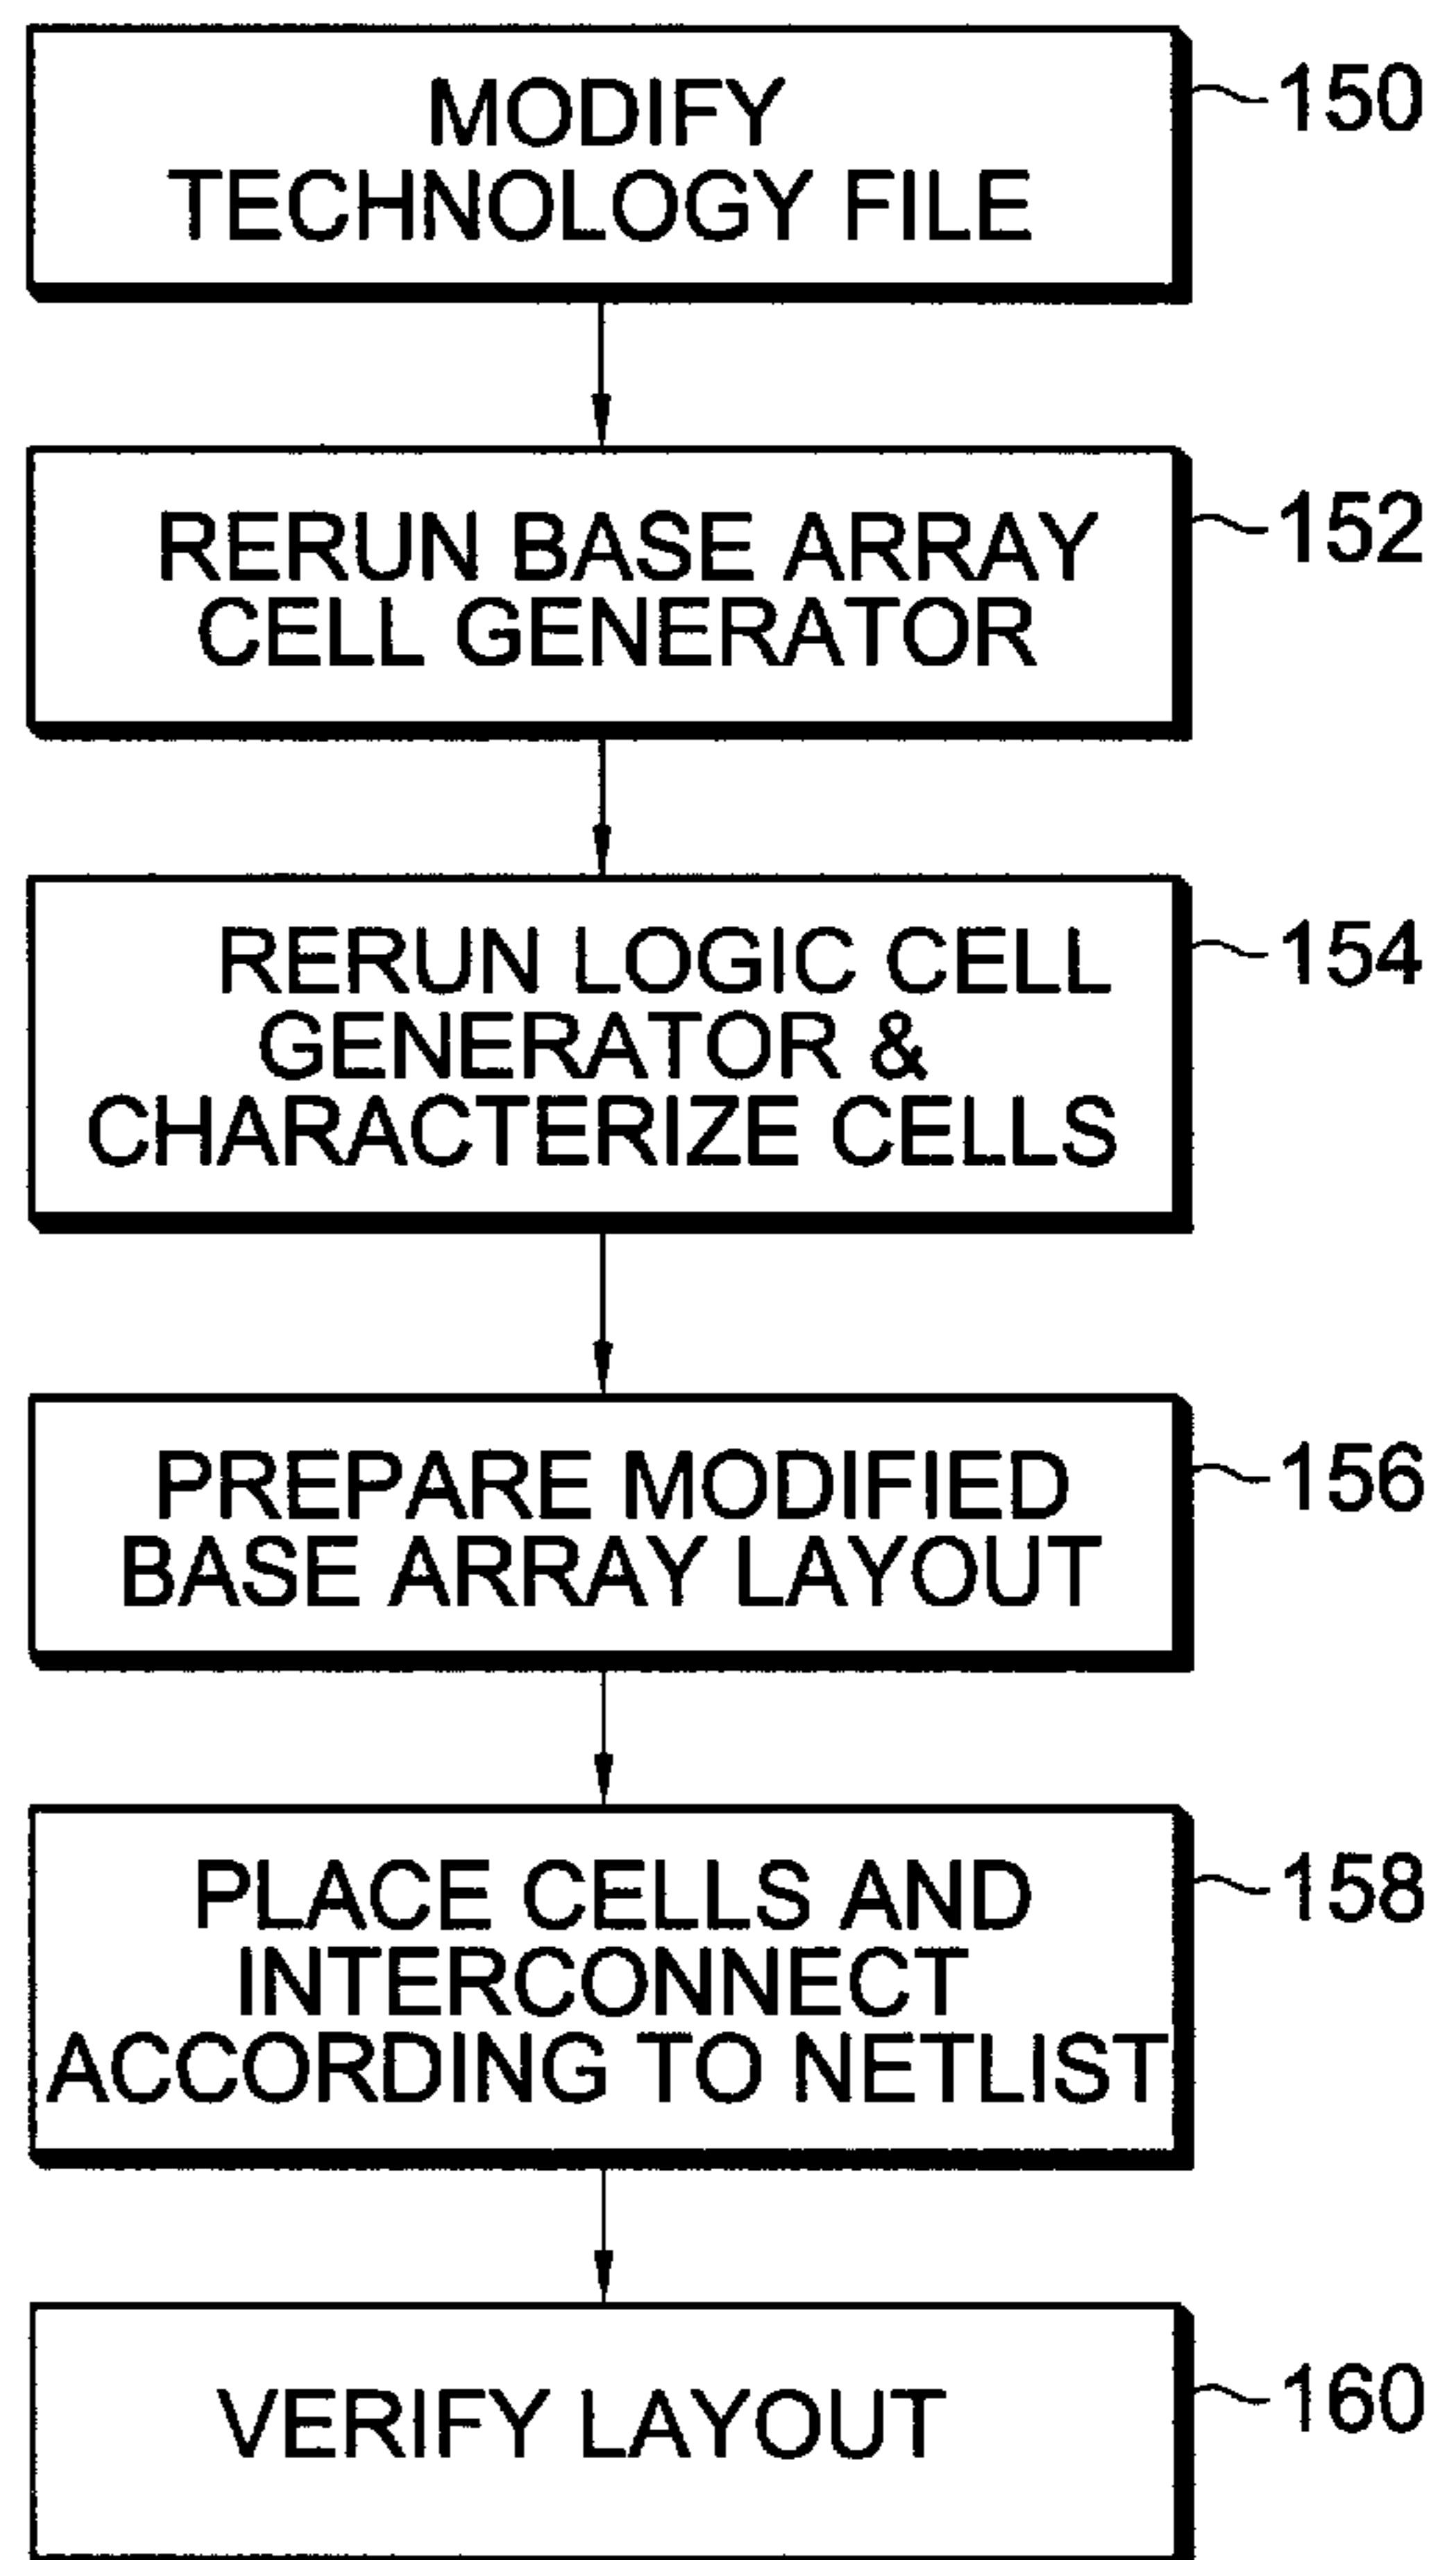 MODIFY
TECHNOLOGY FILE
150
RERUN BASE ARRAY
CELL GENERATOR
152
RERUN LOGIC CELL
GENERATOR &
CHARACTERIZE CELLS
154
PREPARE MODIFIED
BASE ARRAY LAYOUT
156
PLACE CELLS AND
INTERCONNECT
ACCORDING TO NETLIST
158
VERIFY LAYOUT
160